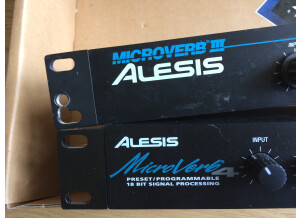 MICROVERB III
ALESIS
ALESIS
MicroVerb 4
PRESET/PROGRAMMABLE
18 BIT SIGNAL PROCESSING
INPUT